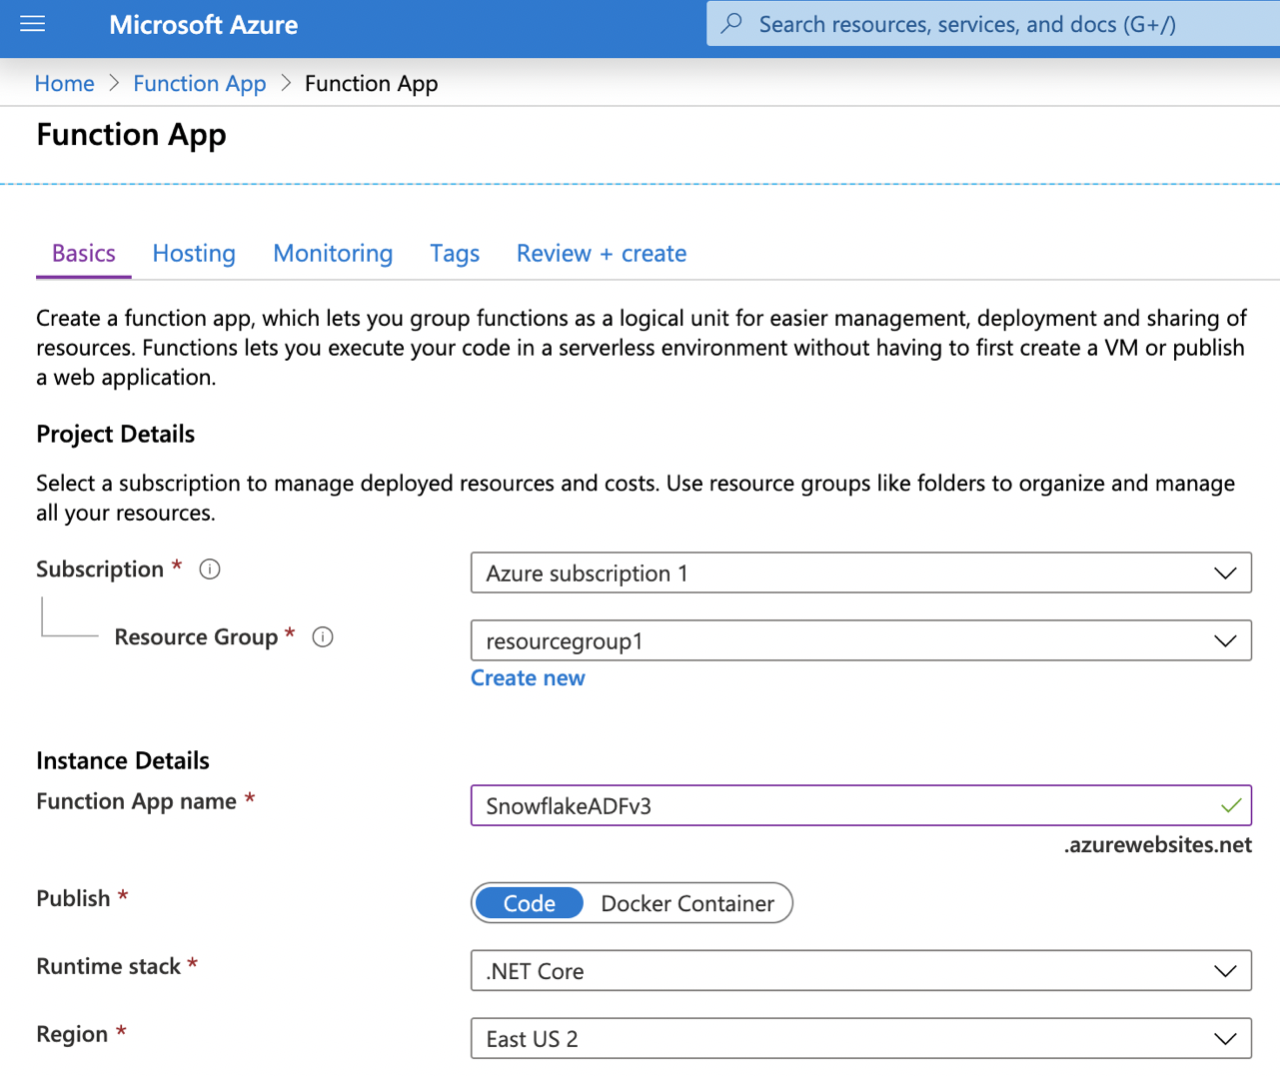 Microsoft Azure
Search resources, services, and docs (G+/)
Home > Function App > Function App
Function App
Basics Hosting Monitoring Tags Review + create
Create a function app, which lets you group functions as a logical unit for easier management, deployment and sharing of
resources. Functions lets you execute your code in a serverless environment without having to first create a VM or publish
a web application.
Project Details
Select a subscription to manage deployed resources and costs. Use resource groups like folders to organize and manage
all your resources.
Subscription *
Azure subscription 1
Resource Group *
resourcegroup1
Create new
Instance Details
Function App name *
SnowflakeADFv3
.azurewebsites.net
Publish *
Code Docker Container
Runtime stack *
.NET Core
Region *
East US 2